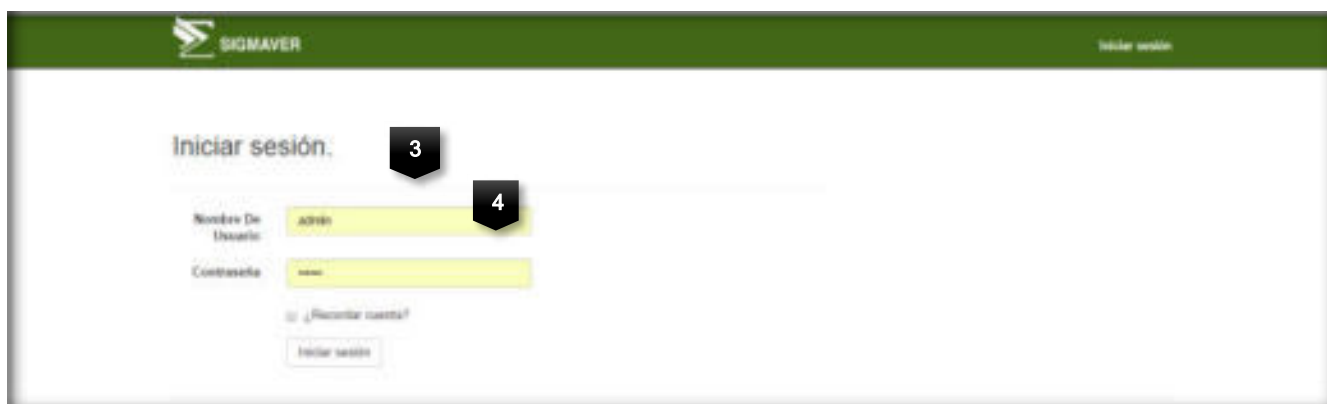 SIGMAVER
Iniciar sesión
Iniciar sesión.
3
4
Nombre De
Usuario
admin
Contraseña
•••••
¿Recordar cuenta?
Iniciar sesión